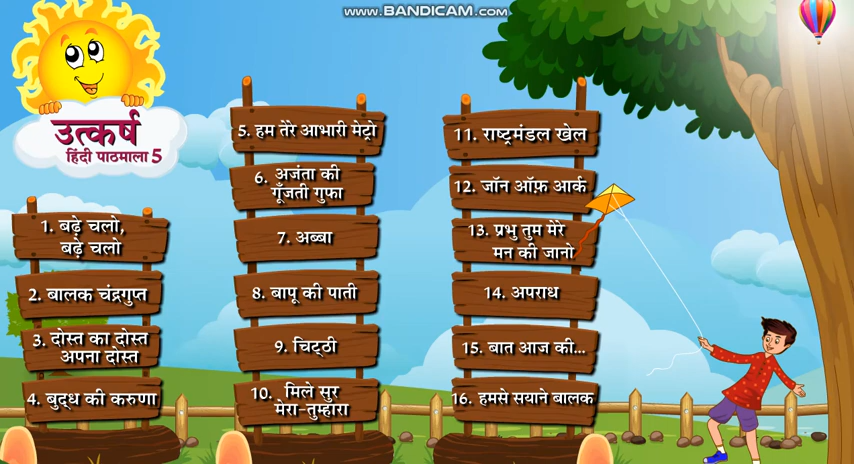 WWW.BANDICAM.COM
उत्कर्ष
हिंदी पाठमाला 5
1. बढ़े चलो,
बढ़े चलो
2. बालक चंद्रगुप्त
3. दोस्त का दोस्त
अपना दोस्त
4. बुद्ध की करुणा
5. हम तेरे आभारी मेट्रो
6. अजंता की
गूँजती गुफा
7. अब्बा
8. बापू की पाती
9. चिट्ठी
10. मिले सुर
मेरा-तुम्हारा
11. राष्ट्रमंडल खेल
12. जॉन ऑफ़ आर्क
13. प्रभु तुम मेरे
मन की जानो
14. अपराध
15. बात आज की...
16. हमसे सयाने बालक